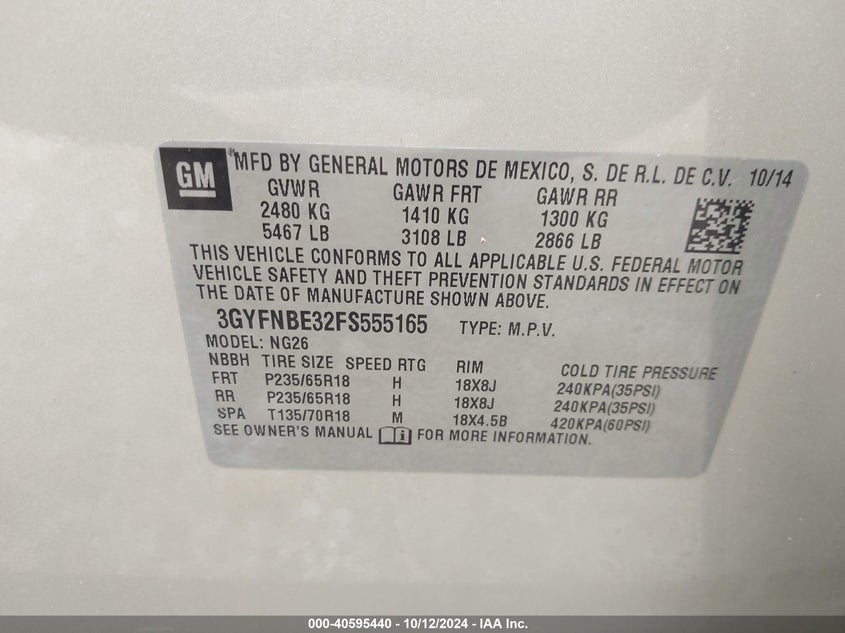 GM ® MFD BY GENERAL MOTORS DE MEXICO, S. DE R.L. DE C.V. 10/14
GVWR GAWR FRT GAWR RR
2480 KG 1410 KG 1300 KG
5467 LB 3108 LB 2866 LB
THIS VEHICLE CONFORMS TO ALL APPLICABLE U.S. FEDERAL MOTOR
VEHICLE SAFETY AND THEFT PREVENTION STANDARDS IN EFFECT ON
THE DATE OF MANUFACTURE SHOWN ABOVE.
3GYFNBE32FS555165 TYPE: M.P.V.
MODEL: NG26
NBBH TIRE SIZE SPEED RTG RIM COLD TIRE PRESSURE
FRT P235/65R18 H 18X8J 240KPA(35PSI)
RR P235/65R18 H 18X8J 240KPA(35PSI)
SPA T135/70R18 M 18X4.5B 420KPA(60PSI)
SEE OWNER'S MANUAL i FOR MORE INFORMATION.
000-40595440 - 10/12/2024 - IAA Inc.